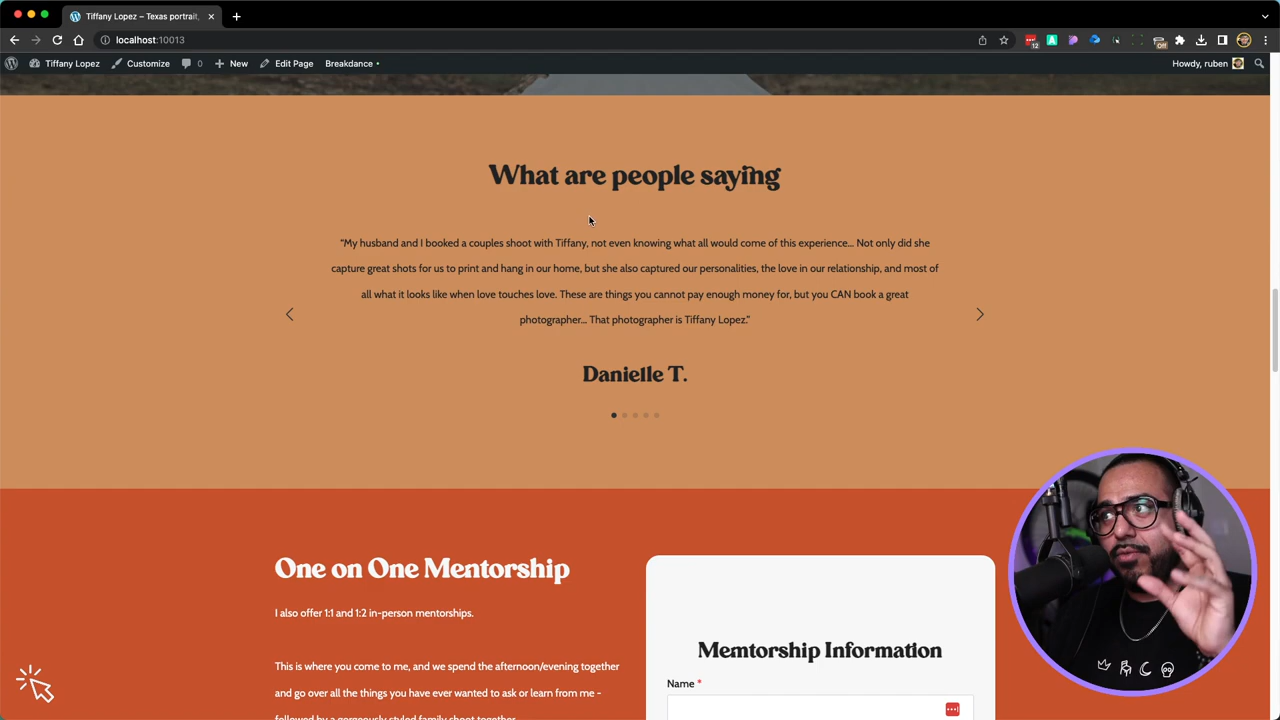 Tiffany Lopez – Texas portrait,
localhost:10013
12
Off
Tiffany Lopez
Customize
0
New
Edit Page
Breakdance
Howdy, ruben
What are people saying
“My husband and I booked a couples shoot with Tiffany, not even knowing what all would come of this experience... Not only did she
capture great shots for us to print and hang in our home, but she also captured our personalities, the love in our relationship, and most of
all what it looks like when love touches love. These are things you cannot pay enough money for, but you CAN book a great
photographer... That photographer is Tiffany Lopez.”
Danielle T.
One on One Mentorship
I also offer 1:1 and 1:2 in-person mentorships.
This is where you come to me, and we spend the afternoon/evening together
and go over all the things you have ever wanted to ask or learn from me -
followed by a gorgeously styled family shoot together.
Memtorship Information
Name *